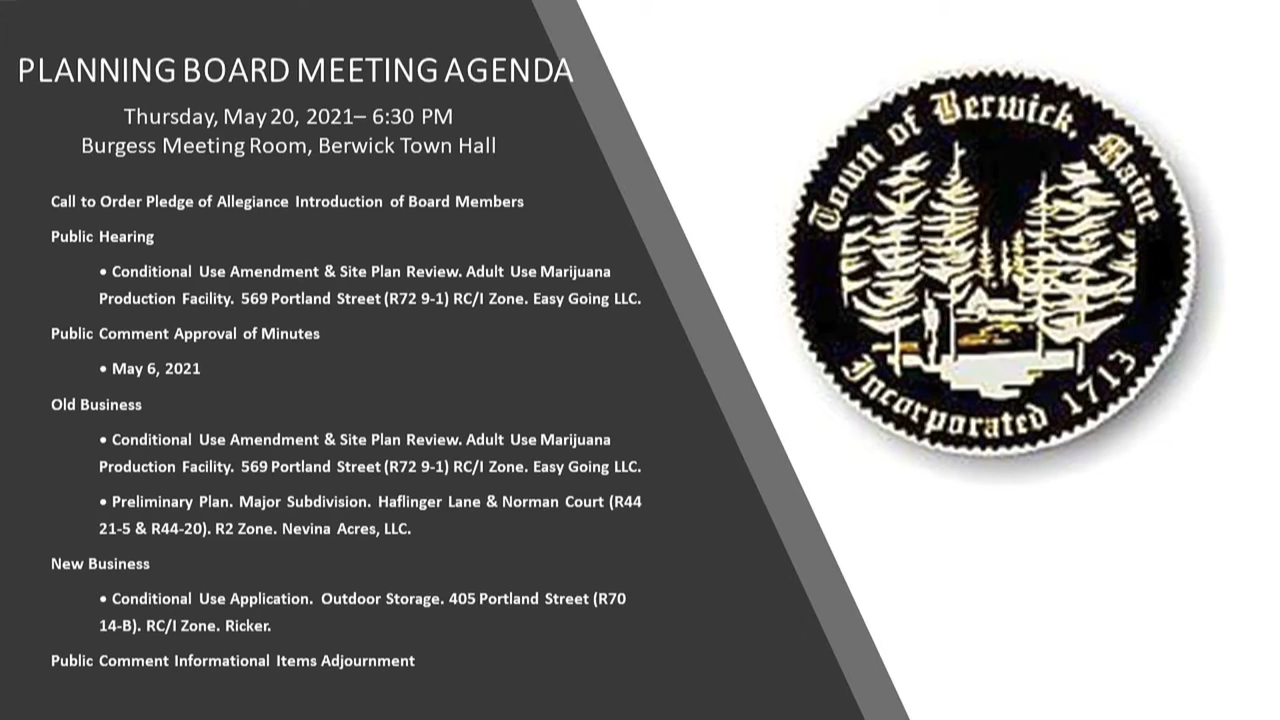 PLANNING BOARD MEETING AGENDA
Thursday, May 20, 2021– 6:30 PM
Burgess Meeting Room, Berwick Town Hall
Call to Order Pledge of Allegiance Introduction of Board Members
Public Hearing
• Conditional Use Amendment & Site Plan Review. Adult Use Marijuana
Production Facility. 569 Portland Street (R72 9-1) RC/I Zone. Easy Going LLC.
Public Comment Approval of Minutes
• May 6, 2021
Old Business
• Conditional Use Amendment & Site Plan Review. Adult Use Marijuana
Production Facility. 569 Portland Street (R72 9-1) RC/I Zone. Easy Going LLC.
• Preliminary Plan. Major Subdivision. Haflinger Lane & Norman Court (R44
21-5 & R44-20). R2 Zone. Nevina Acres, LLC.
New Business
• Conditional Use Application. Outdoor Storage. 405 Portland Street (R70
14-B). RC/I Zone. Ricker.
Public Comment Informational Items Adjournment
Town of Berwick, Maine
Incorporated 1713